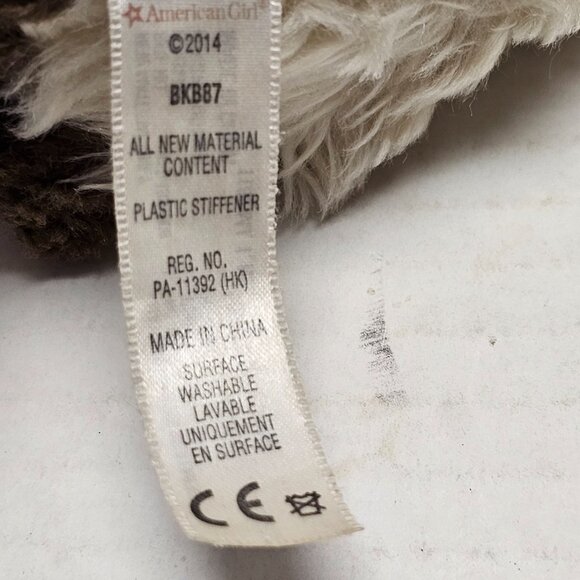 American Girl®
©2014
BKB87
ALL NEW MATERIAL
CONTENT
PLASTIC STIFFENER
REG. NO.
PA-11392 (HK)
MADE IN CHINA
SURFACE
WASHABLE
LAVABLE
UNIQUEMENT
EN SURFACE
CE